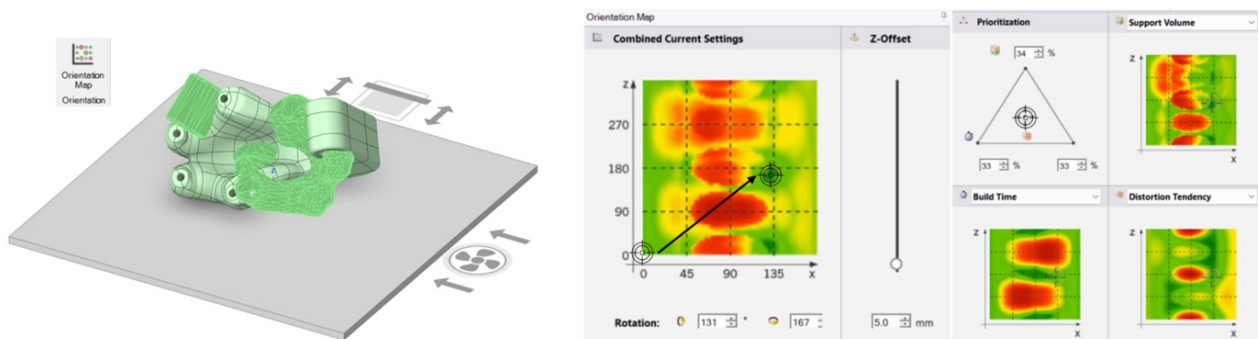 Orientation
Map
Orientation
Z
Orientation Map
Combined Current Settings
Z-Offset
Z
270
180
90
0
0 45 90 135 X
Rotation: 131 ° 167
5.0 mm
Prioritization
34 %
33 % 33 %
Support Volume
Z
X
Build Time
Z
X
Distortion Tendency
Z
X